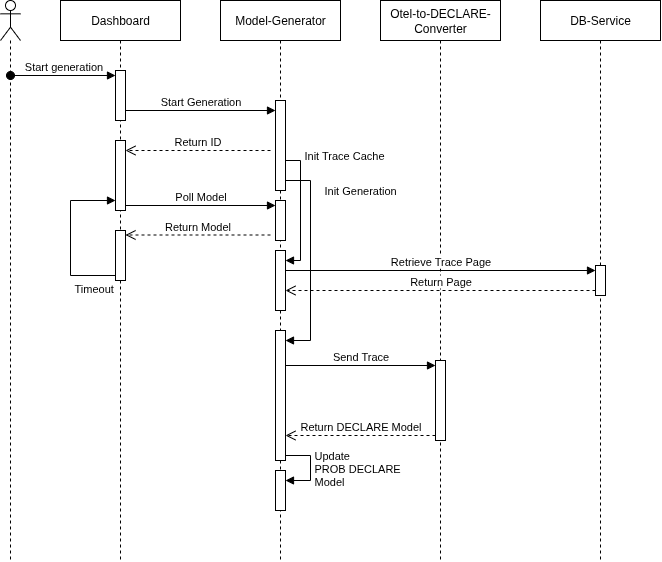 Dashboard
Model-Generator
Otel-to-DECLARE-
Converter
DB-Service
Start generation
Start Generation
Return ID
Init Trace Cache
Init Generation
Poll Model
Return Model
Retrieve Trace Page
Return Page
Timeout
Send Trace
Return DECLARE Model
Update
PROB DECLARE
Model